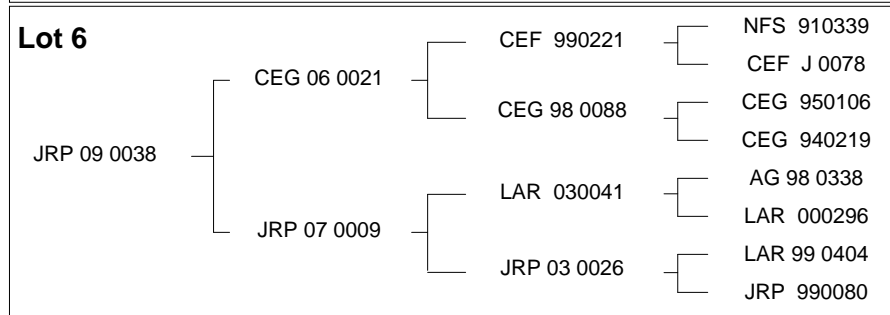 Lot 6
NFS 910339
CEF 990221
CEF J 0078
CEG 06 0021
CEG 950106
CEG 98 0088
CEG 940219
JRP 09 0038
AG 98 0338
LAR 030041
LAR 000296
JRP 07 0009
LAR 99 0404
JRP 03 0026
JRP 990080